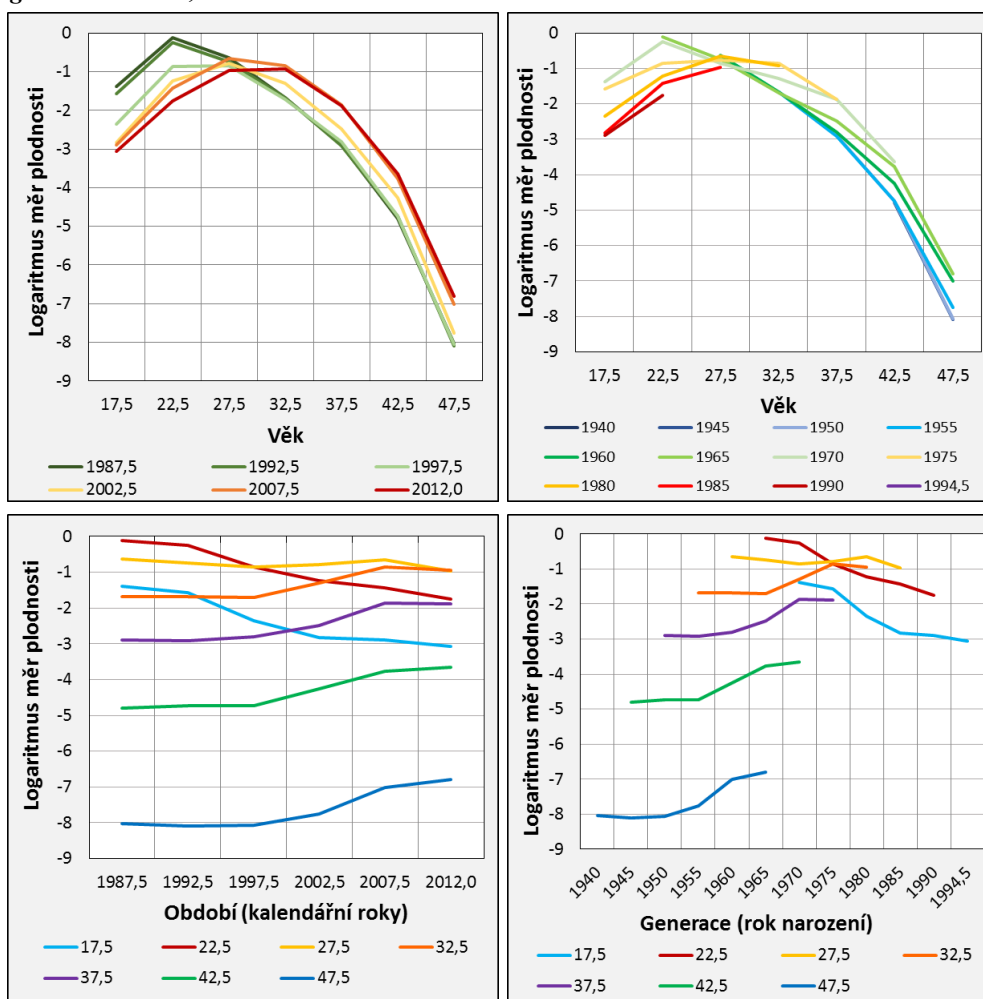 0
-1
-2
-3
-4
-5
-6
-7
-8
-9
Logaritmus měr plodnosti
17,5 22,5 27,5 32,5 37,5 42,5 47,5
Věk
1987,5 1992,5 1997,5
2002,5 2007,5 2012,0
0
-1
-2
-3
-4
-5
-6
-7
-8
-9
Logaritmus měr plodnosti
17,5 22,5 27,5 32,5 37,5 42,5 47,5
Věk
1940 1945 1950 1955
1960 1965 1970 1975
1980 1985 1990 1994,5
0
-1
-2
-3
-4
-5
-6
-7
-8
-9
Logaritmus měr plodnosti
1987,5 1992,5 1997,5 2002,5 2007,5 2012,0
Období (kalendářní roky)
17,5 22,5 27,5 32,5
37,5 42,5 47,5
0
-1
-2
-3
-4
-5
-6
-7
-8
-9
Logaritmus měr plodnosti
1940 1945 1950 1955 1960 1965 1970 1975 1980 1985 1990 1994,5
Generace (rok narození)
17,5 22,5 27,5 32,5
37,5 42,5 47,5